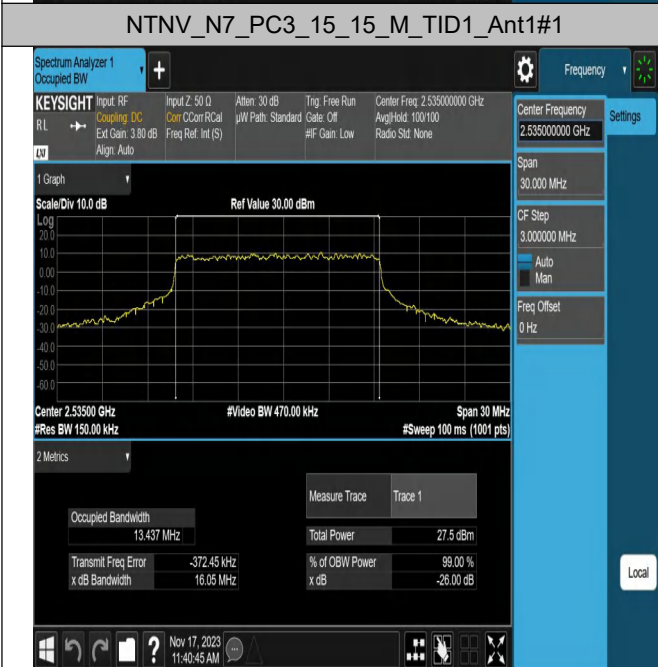 NTNV_N7_PC3_15_15_M_TID1_Ant1#1
Spectrum Analyzer 1
Occupied BW
+
Frequency
KEYSIGHT
RL
LXI
Input: RF
Coupling: DC
Ext Gain: 3.80 dB
Align: Auto
Input Z: 50 Ω
Corr CCorr RCal
Freq Ref: Int (S)
Atten: 30 dB
µW Path: Standard
Trig: Free Run
Gate: Off
#IF Gain: Low
Center Freq: 2.535000000 GHz
Avg|Hold: 100/100
Radio Std: None
Center Frequency
2.535000000 GHz
Settings
Span
30.000 MHz
CF Step
3.000000 MHz
Auto
Man
Freq Offset
0 Hz
1 Graph
Scale/Div 10.0 dB
Ref Value 30.00 dBm
Log
20.0
10.0
0.00
-10.0
-20.0
-30.0
-40.0
-50.0
-60.0
Center 2.53500 GHz
#Video BW 470.00 kHz
Span 30 MHz
#Res BW 150.00 kHz
#Sweep 100 ms (1001 pts)
2 Metrics
Measure Trace
Trace 1
Occupied Bandwidth
13.437 MHz
Total Power
27.5 dBm
Transmit Freq Error
-372.45 kHz
% of OBW Power
99.00 %
x dB Bandwidth
16.05 MHz
x dB
-26.00 dB
Local
?
Nov 17, 2023
11:40:45 AM